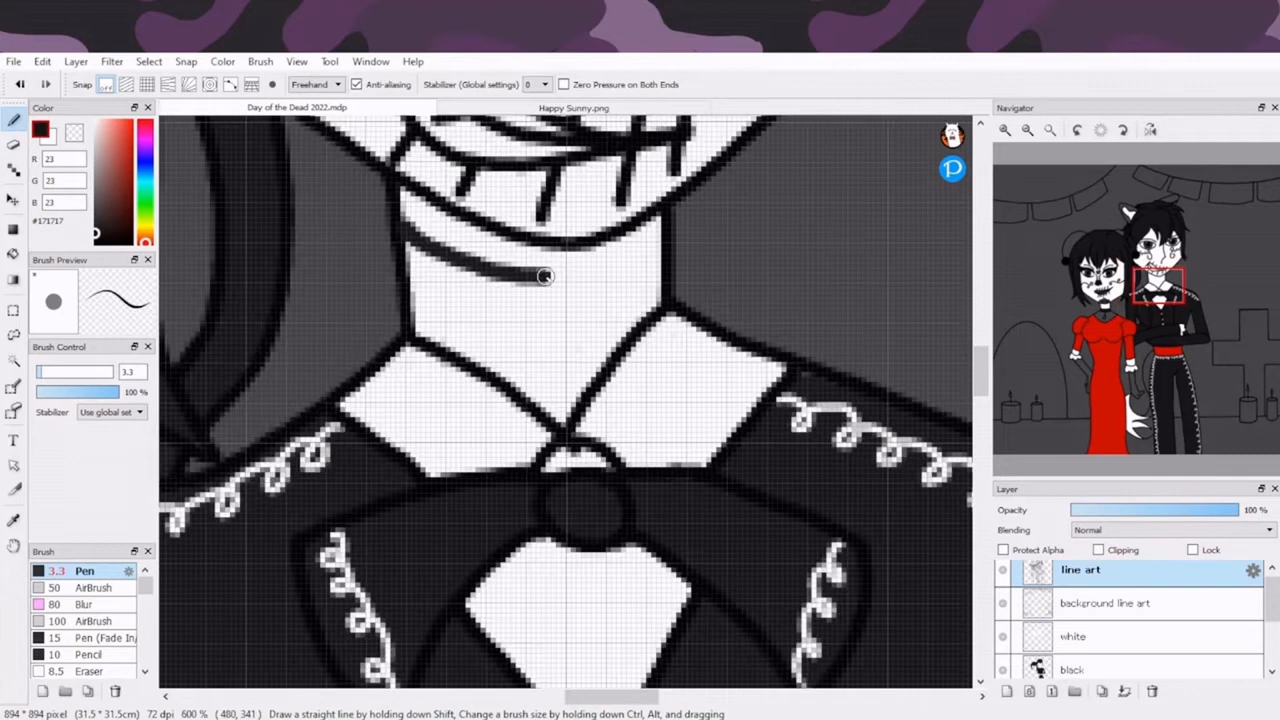 File Edit View Layer Filter Select Snap Color Brush View Tool Window Help
Snap off Freehand Anti-aliasing Stabilizer (Global settings) 0 Zero Pressure on Both Ends
Color
Day of the Dead 2022.mdp Happy Sunny.png
Navigator
R 23
G 23
B 23
#171717
Brush Preview
Brush Control
3.3
100 %
Stabilizer Use global set
Brush
3.3 Pen
50 AirBrush
80 Blur
100 AirBrush
15 Pen (Fade In/
10 Pencil
8.5 Eraser
Layer
Opacity 100 %
Blending Normal
Protect Alpha Clipping Lock
line art
background line art
white
black
894 * 894 pixel (31.5 * 31.5cm) 72 dpi 600 % ( 480, 341 ) Draw a straight line by holding down Shift, Change a brush size by holding down Ctrl, Alt, and dragging